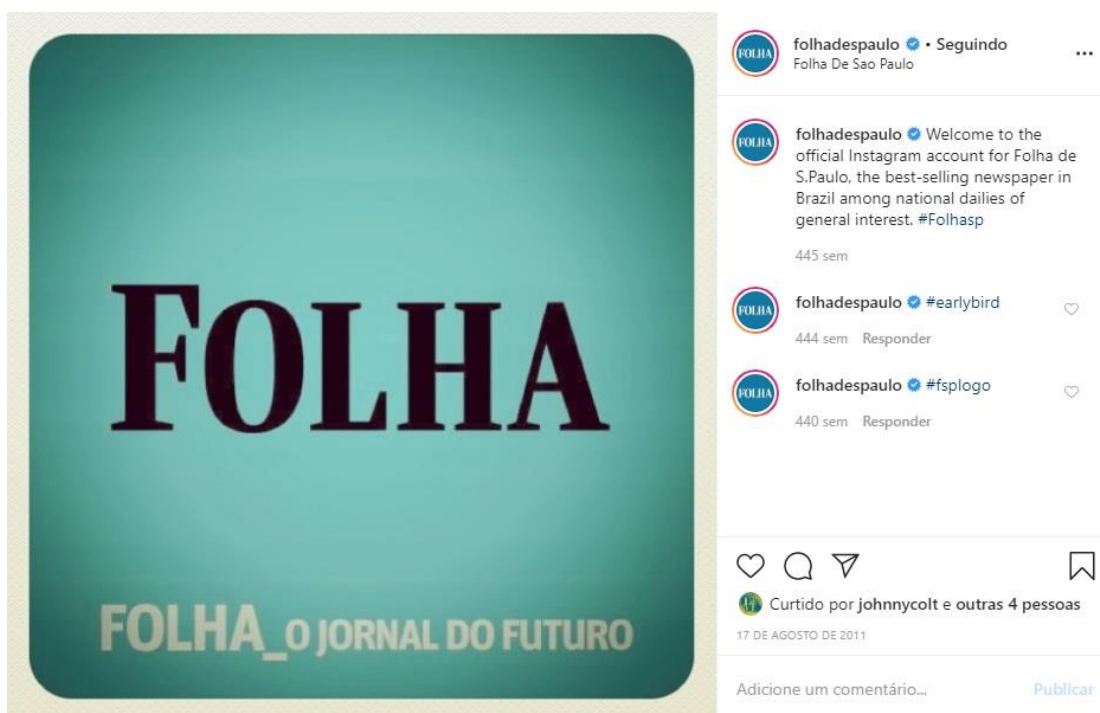 FOLHA
FOLHA_O JORNAL DO FUTURO
FOLHA
folhadespaulo • Seguindo
Folha De Sao Paulo
FOLHA
folhadespaulo Welcome to the
official Instagram account for Folha de
S.Paulo, the best-selling newspaper in
Brazil among national dailies of
general interest. #Folhasp
445 sem
FOLHA
folhadespaulo #earlybird
444 sem Responder
FOLHA
folhadespaulo #fsplogo
440 sem Responder
Curtido por johnnycolt e outras 4 pessoas
17 DE AGOSTO DE 2011
Adicione um comentário... Publicar